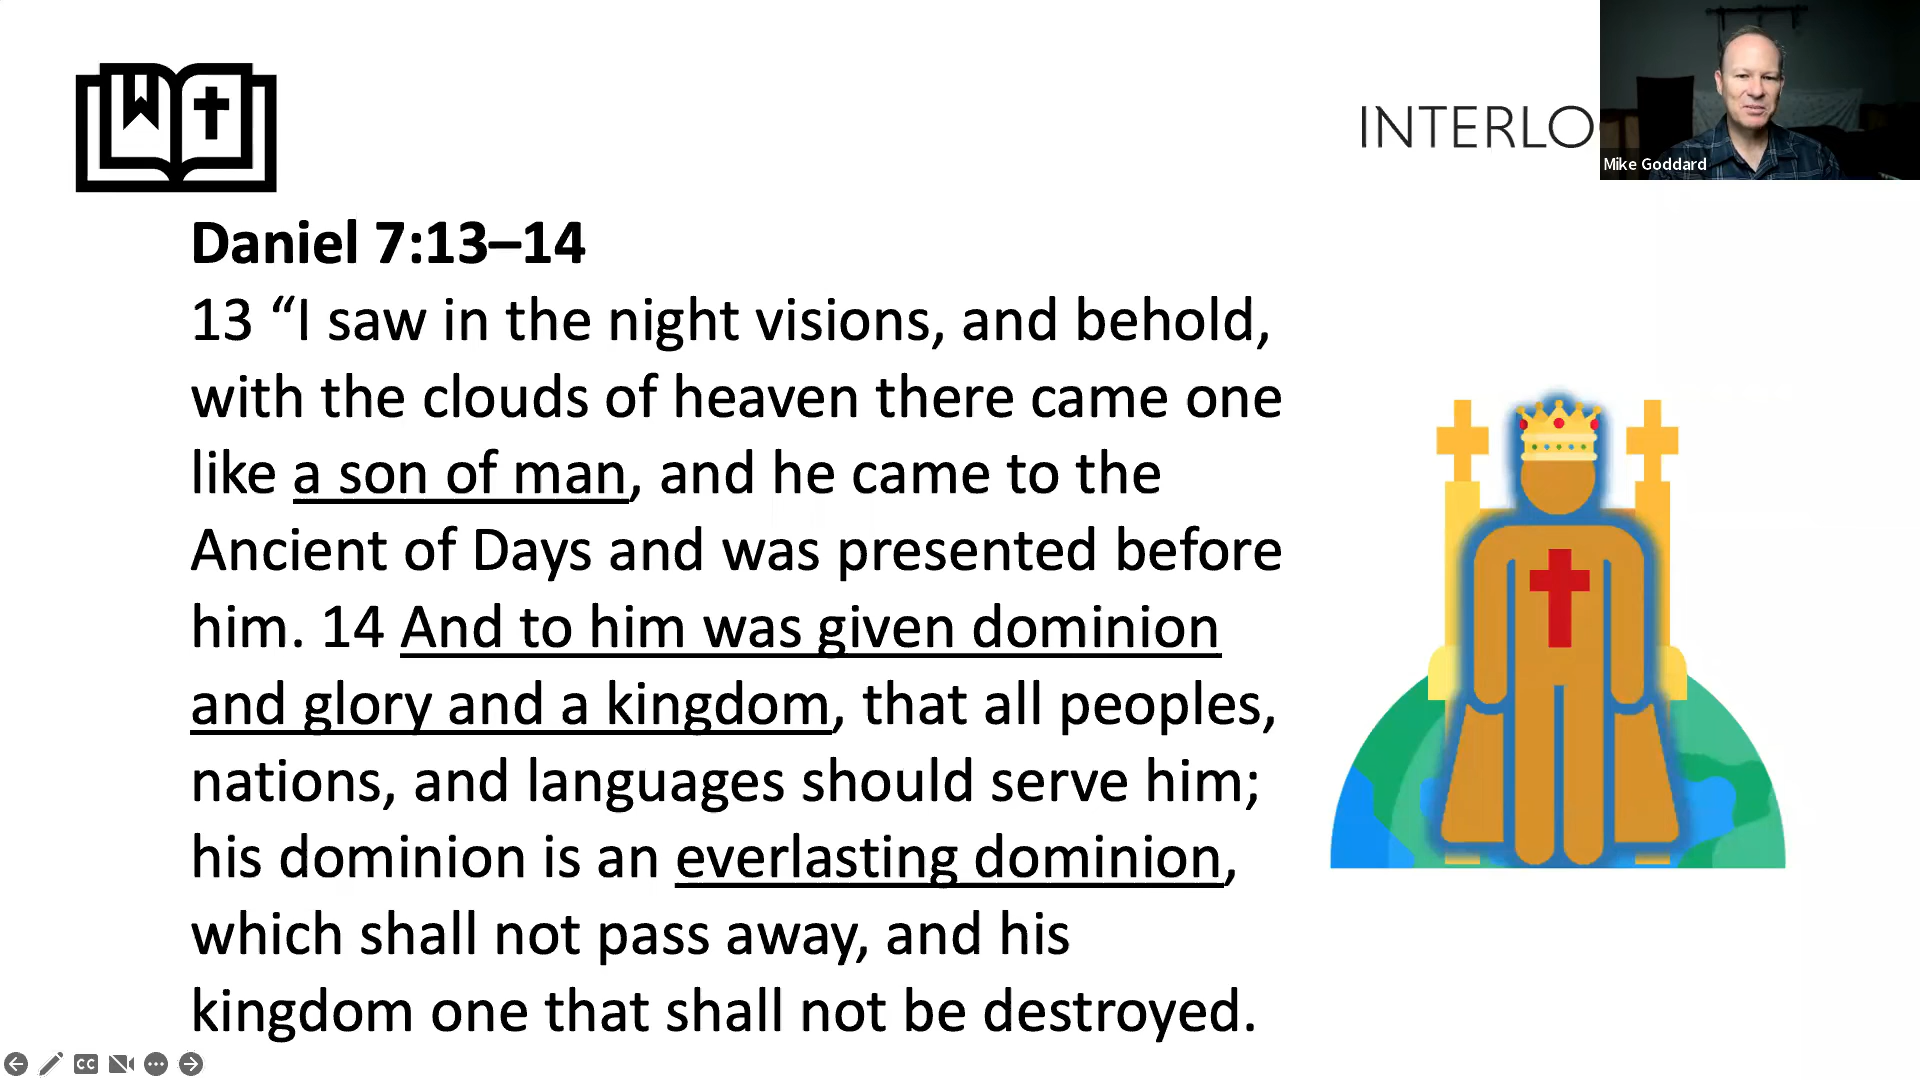 INTERLO
Mike Goddard
Daniel 7:13–14
13 “I saw in the night visions, and behold,
with the clouds of heaven there came one
like a son of man, and he came to the
Ancient of Days and was presented before
him. 14 And to him was given dominion
and glory and a kingdom, that all peoples,
nations, and languages should serve him;
his dominion is an everlasting dominion,
which shall not pass away, and his
kingdom one that shall not be destroyed.
CC